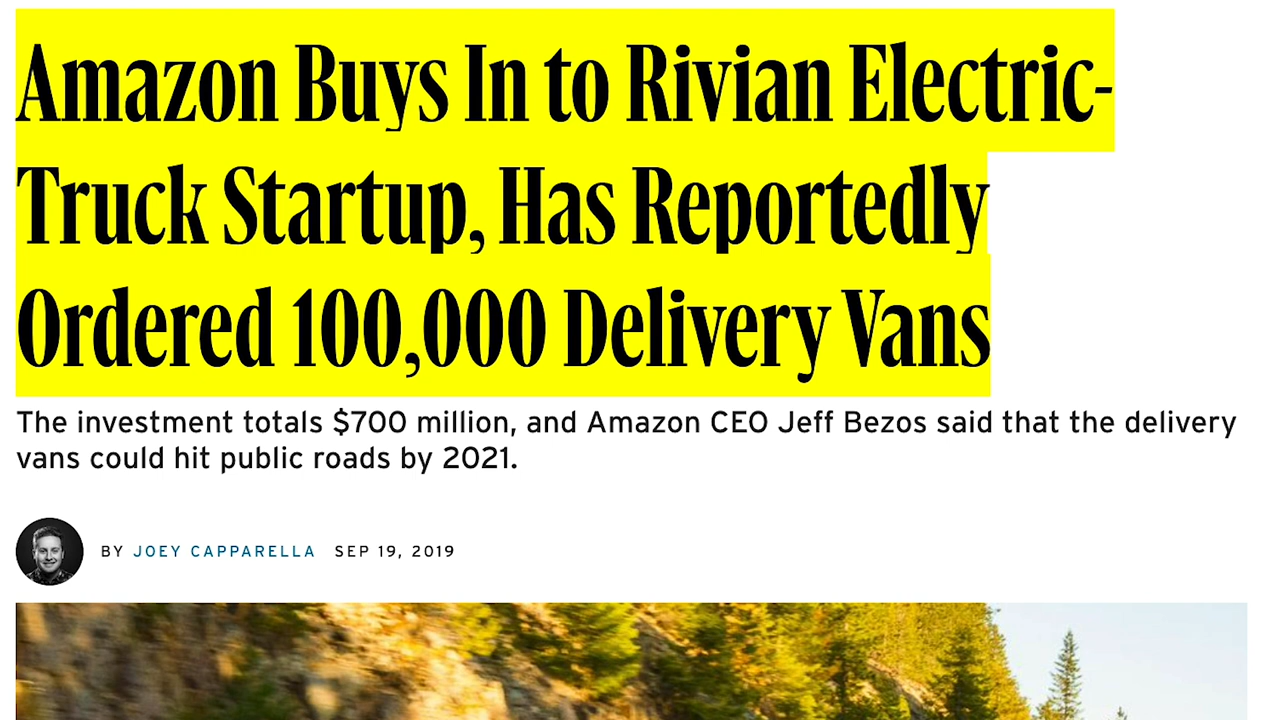 Amazon Buys In to Rivian Electric-
Truck Startup, Has Reportedly
Ordered 100,000 Delivery Vans
The investment totals $700 million, and Amazon CEO Jeff Bezos said that the delivery
vans could hit public roads by 2021.
BY JOEY CAPPARELLA SEP 19, 2019